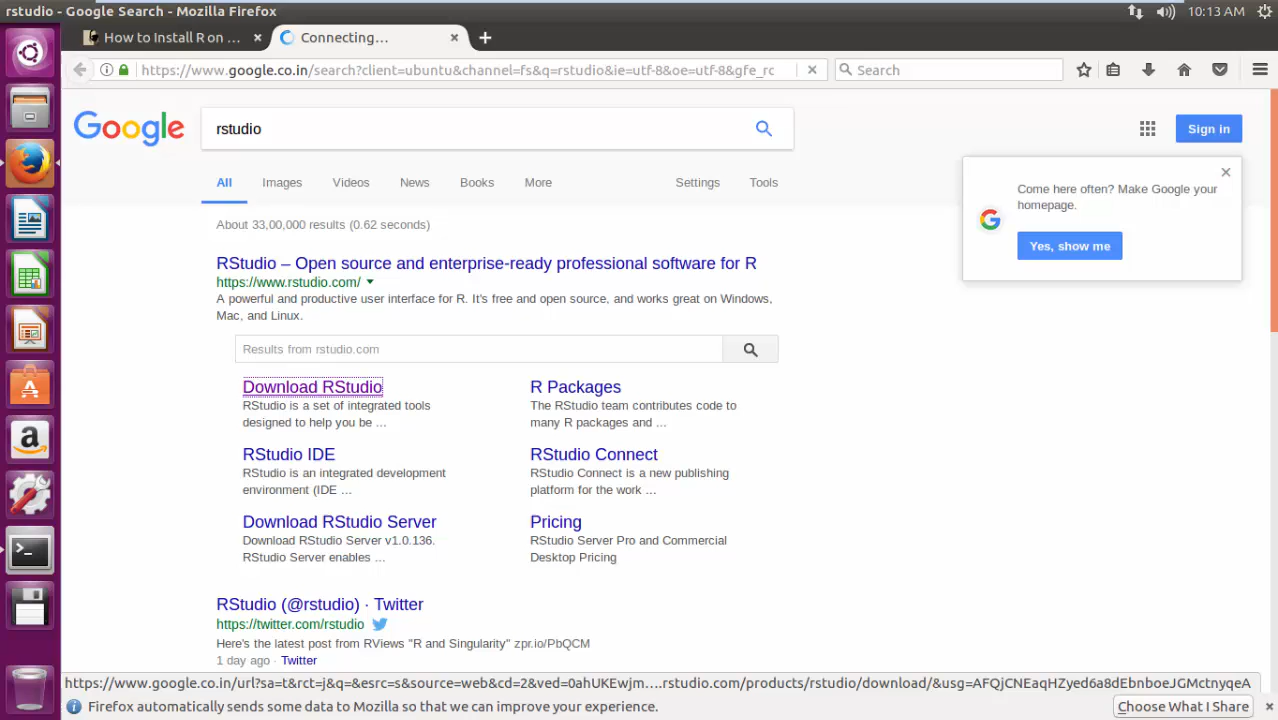 rstudio - Google Search - Mozilla Firefox
10:13 AM
How to Install R on ...
Connecting...
https://www.google.co.in/search?client=ubuntu&channel=fs&q=rstudio&ie=utf-8&oe=utf-8&gfe_rc
Search
Google
rstudio
Sign in
All
Images
Videos
News
Books
More
Settings
Tools
Come here often? Make Google your
homepage.
Yes, show me
About 33,00,000 results (0.62 seconds)
RStudio – Open source and enterprise-ready professional software for R
https://www.rstudio.com/
A powerful and productive user interface for R. It's free and open source, and works great on Windows,
Mac, and Linux.
Results from rstudio.com
Download RStudio
RStudio is a set of integrated tools
designed to help you be ...
R Packages
The RStudio team contributes code to
many R packages and ...
RStudio IDE
RStudio is an integrated development
environment (IDE ...
RStudio Connect
RStudio Connect is a new publishing
platform for the work ...
Download RStudio Server
Download RStudio Server v1.0.136.
RStudio Server enables ...
Pricing
RStudio Server Pro and Commercial
Desktop Pricing
RStudio (@rstudio) · Twitter
https://twitter.com/rstudio
Here's the latest post from RViews "R and Singularity" zpr.io/PbQCM
1 day ago · Twitter
https://www.google.co.in/url?sa=t&rct=j&q=&esrc=s&source=web&cd=2&ved=0ahUKEwjm....rstudio.com/products/rstudio/download/&usg=AFQjCNEaqHZyed6a8dEbnboeJGMctnyqeA
Firefox automatically sends some data to Mozilla so that we can improve your experience.
Choose What I Share